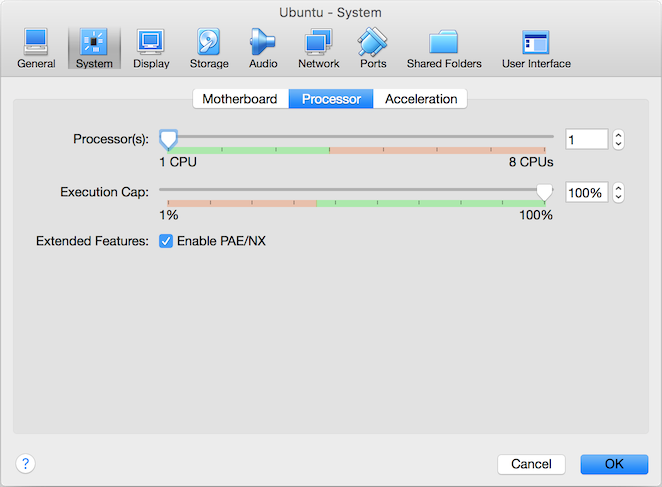 Ubuntu - System
General System Display Storage Audio Network Ports Shared Folders User Interface
Motherboard Processor Acceleration
Processor(s): 1
1 CPU 8 CPUs
Execution Cap: 100%
1% 100%
Extended Features: Enable PAE/NX
? Cancel OK